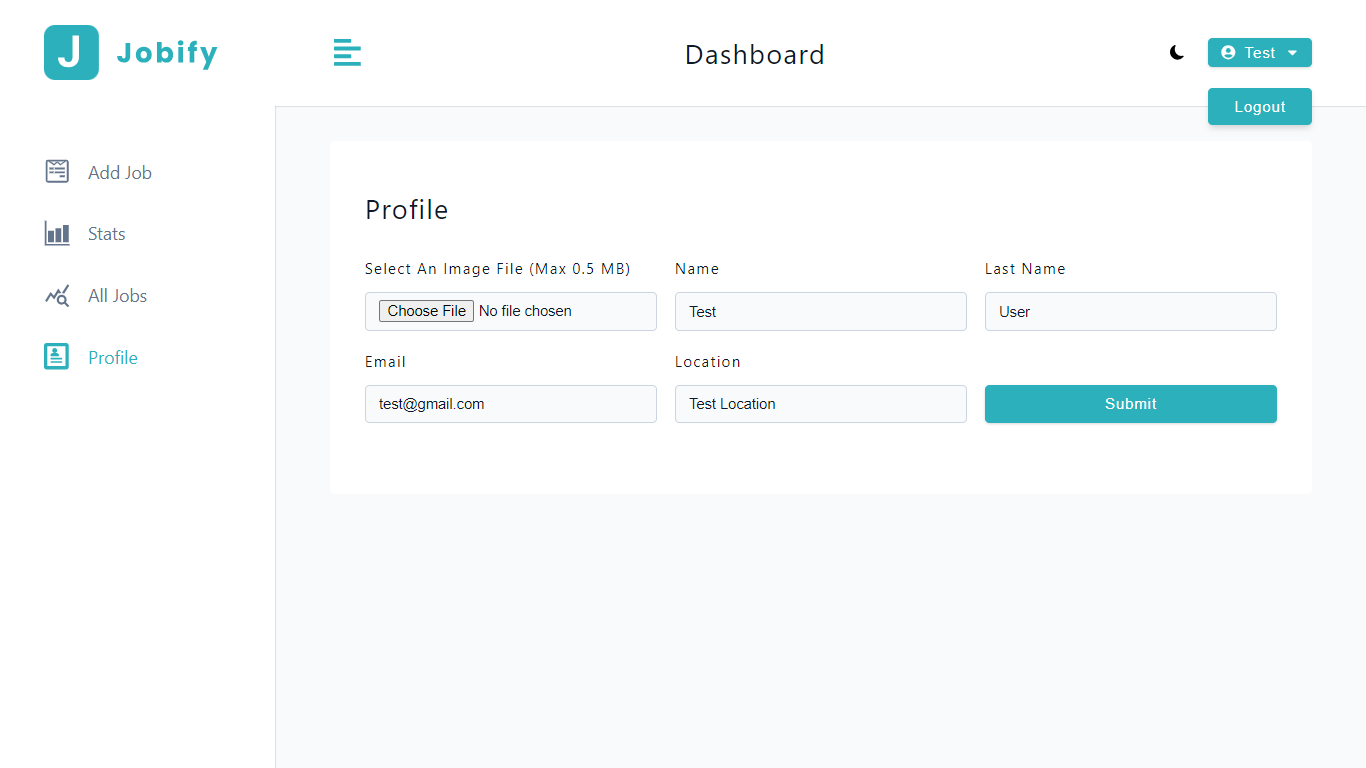 J Jobify
Dashboard
Test
Logout
Add Job
Stats
All Jobs
Profile
Profile
Select An Image File (Max 0.5 MB)
Name
Last Name
Choose File No file chosen
Test
User
Email
Location
test@gmail.com
Test Location
Submit